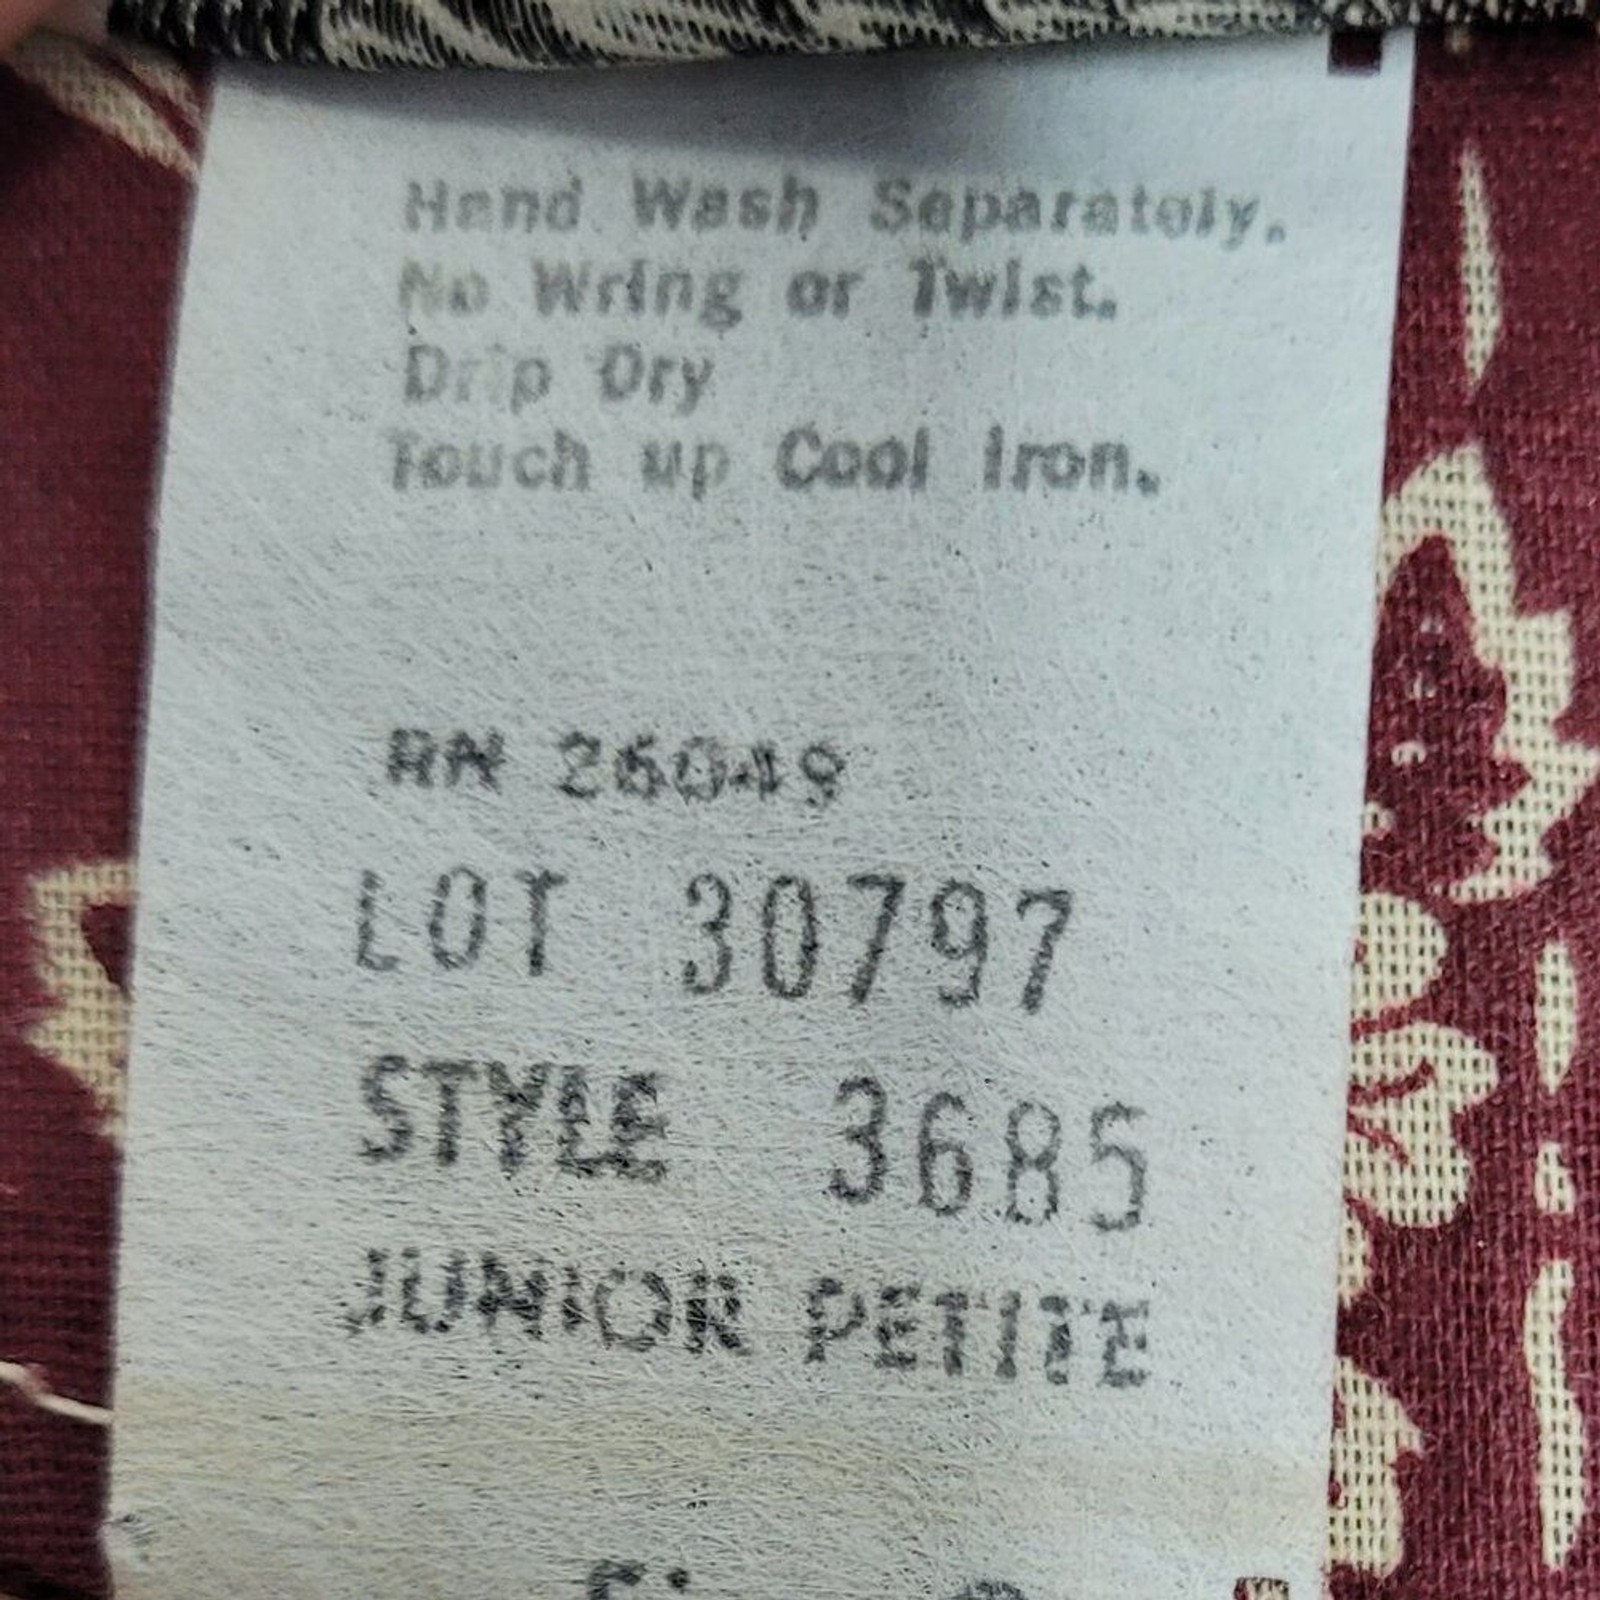 Hand Wash Separately.
No Wring or Twist.
Drip Dry
Touch up Cool Iron.
RN 26049
LOT 30797
STYLE 3685
JUNIOR PETITE